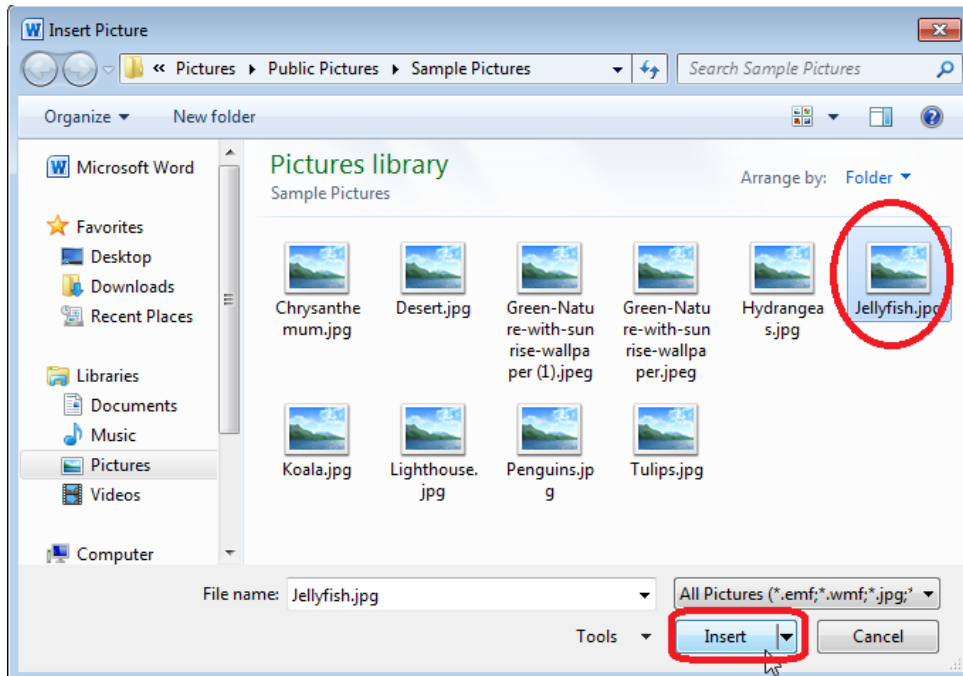 Insert Picture
« Pictures Public Pictures Sample Pictures Search Sample Pictures
Organize New folder
Microsoft Word
Favorites
Desktop
Downloads
Recent Places
Libraries
Documents
Music
Pictures
Videos
Computer
Pictures library
Sample Pictures
Arrange by: Folder
Chrysanthe
mum.jpg
Desert.jpg
Green-Natu
re-with-sun
rise-wallpa
per (1).jpeg
Green-Natu
re-with-sun
rise-wallpa
per.jpeg
Hydrangea
s.jpg
Jellyfish.jpg
Koala.jpg
Lighthouse.
jpg
Penguins.jp
g
Tulips.jpg
File name: Jellyfish.jpg All Pictures (*.emf;*.wmf;*.jpg;*
Tools Insert Cancel